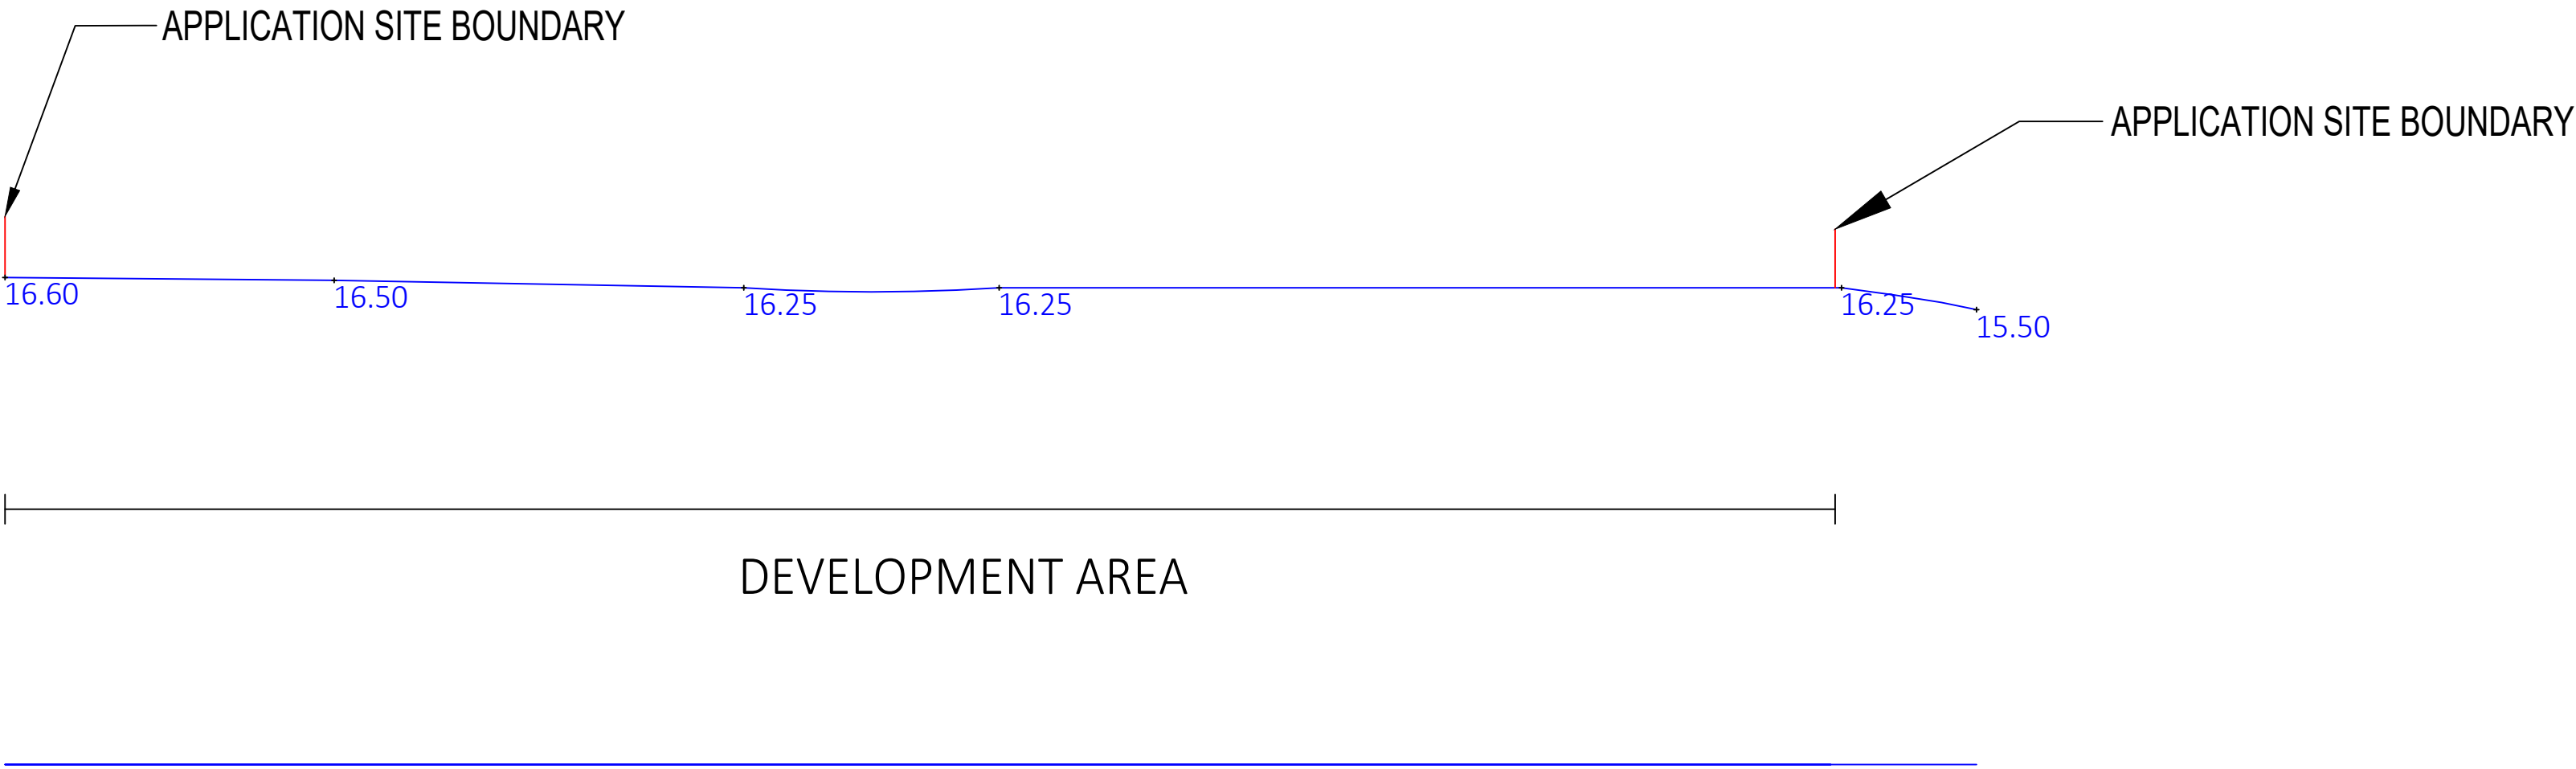 APPLICATION SITE BOUNDARY
APPLICATION SITE BOUNDARY
16.60
16.50
16.25
16.25
16.25
15.50
DEVELOPMENT AREA